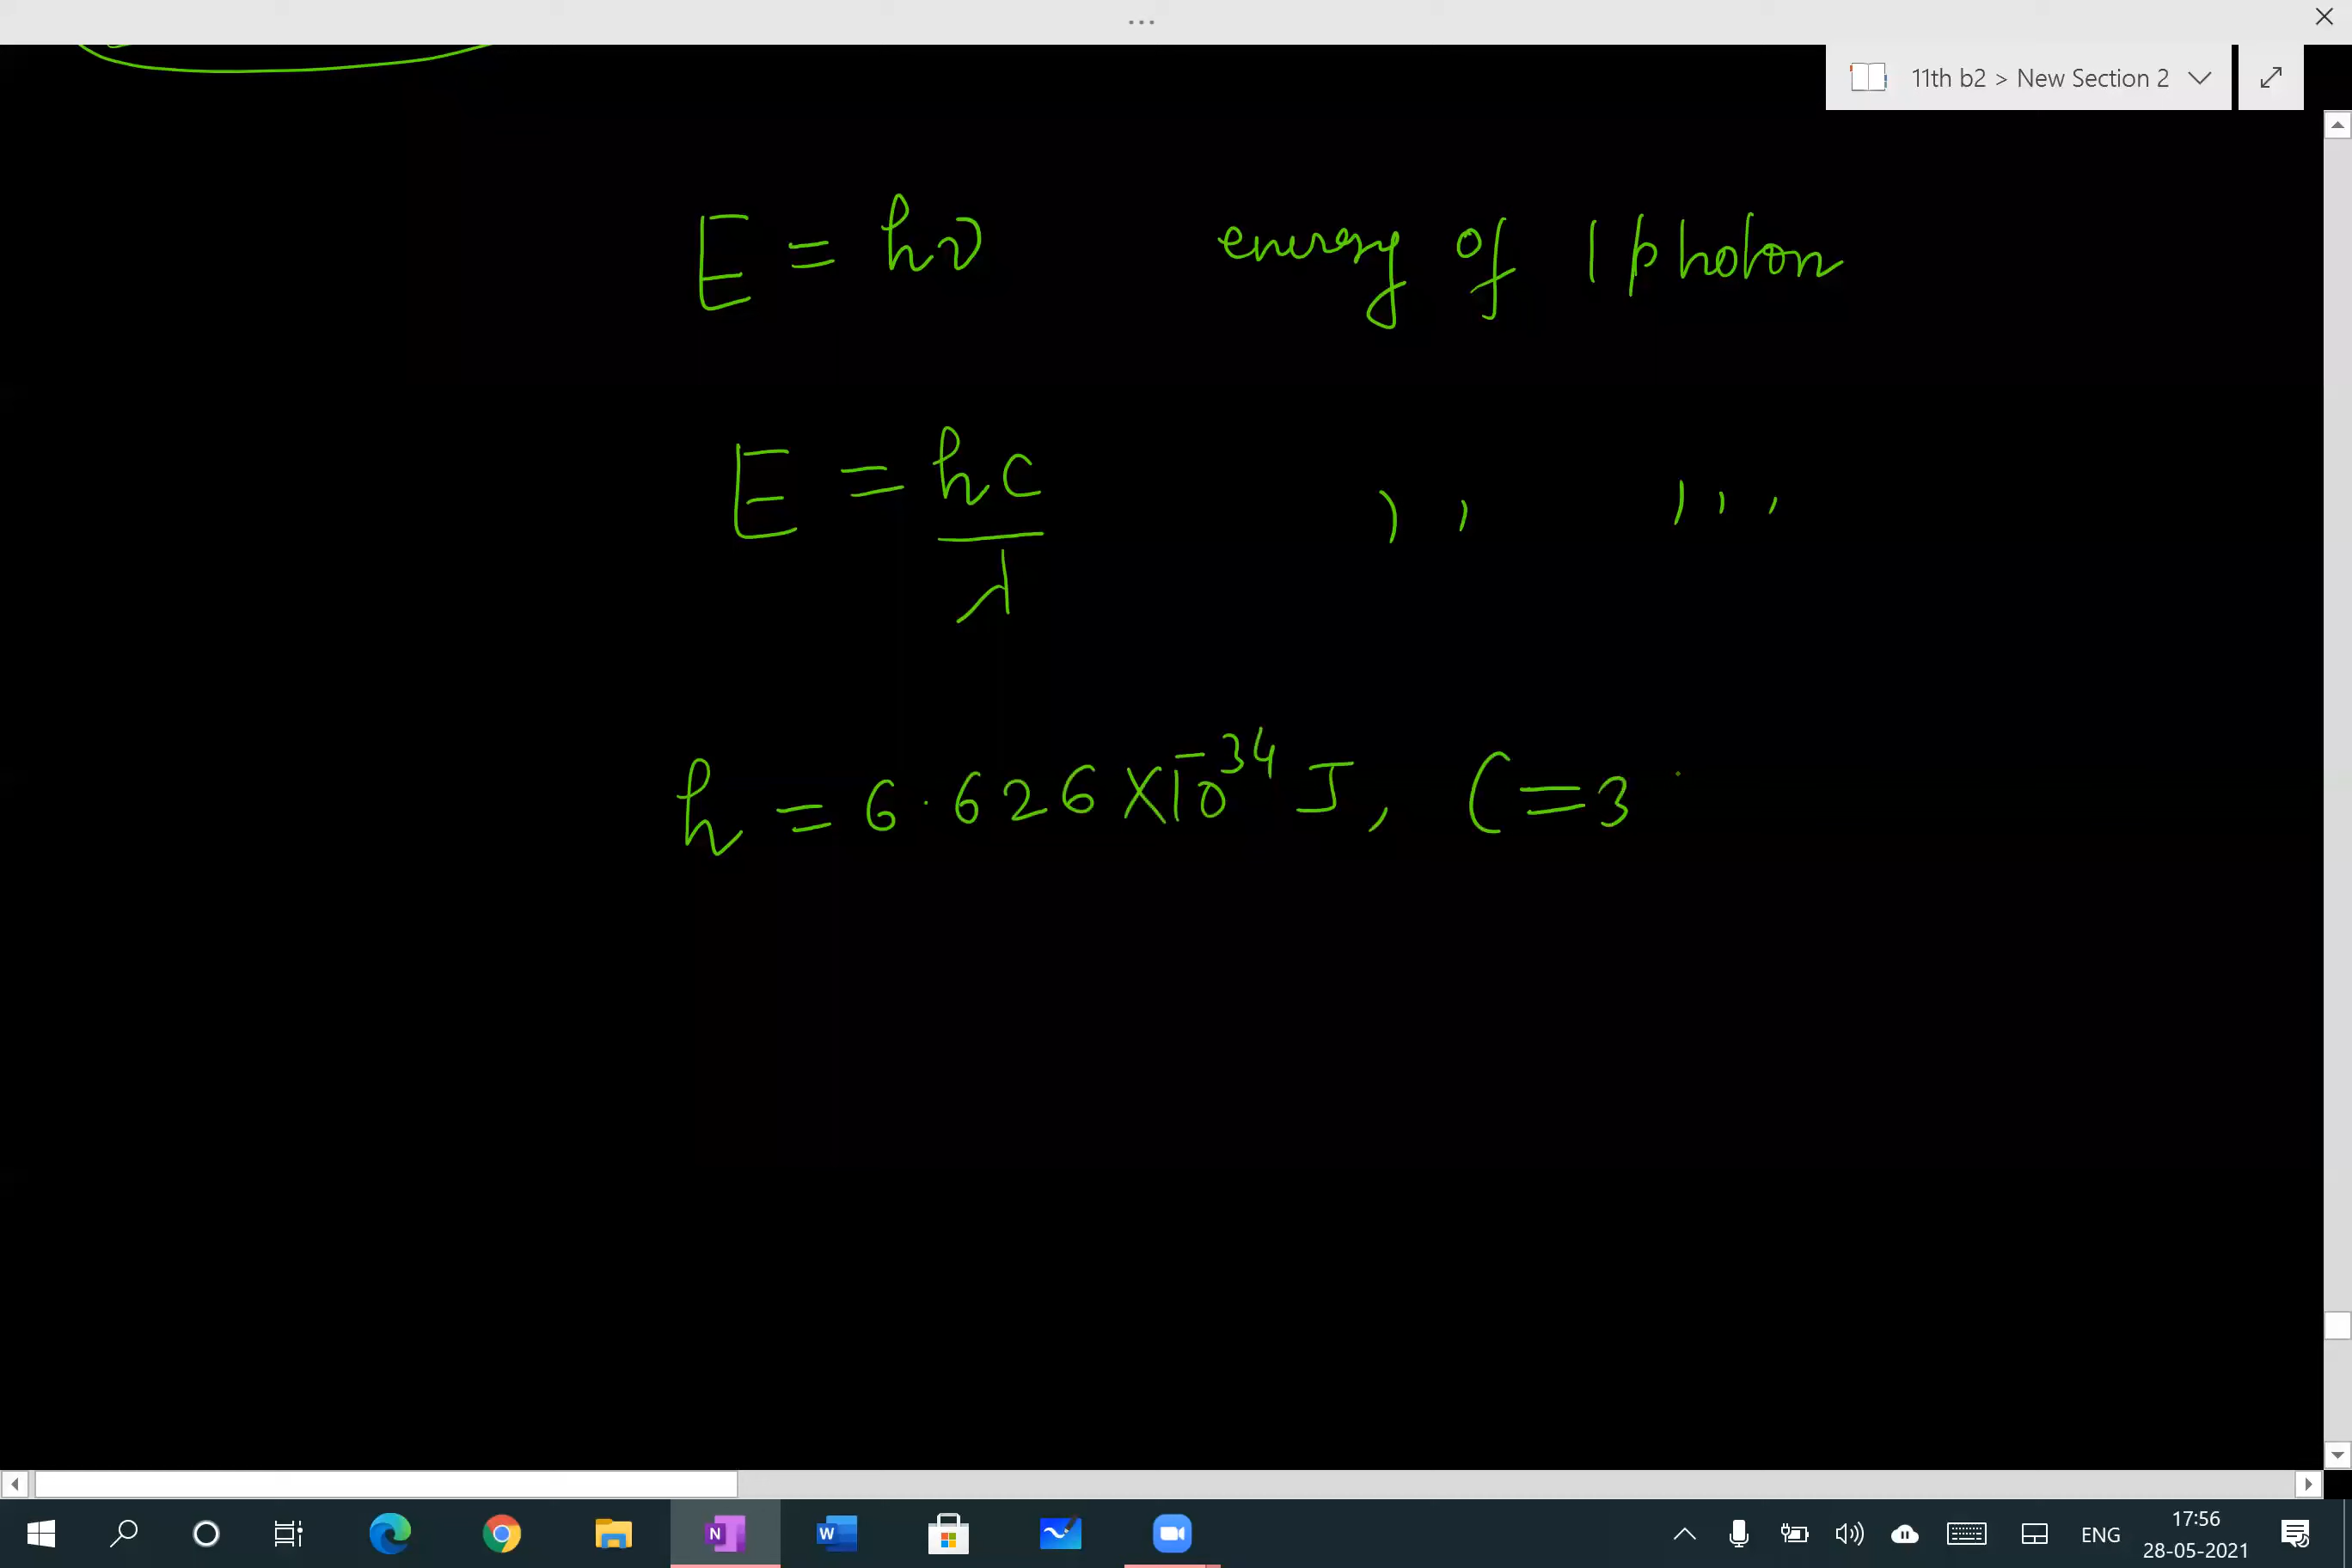 ...
11th b2 > New Section 2
E = hν energy of 1 photon
E = hc/λ ,, ,,,
h = 6.626 X 10⁻³⁴ J, C = 3
ENG
17:56
28-05-2021